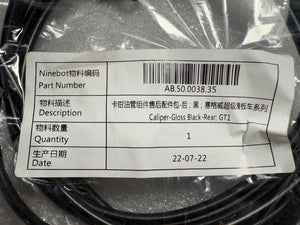 Ninebot物料编码
Part Number
AB.50.0038.35
物料描述
Description
卡钳油管组件售后配件包-后；黑；赛格威超级滑板车系列
Caliper-Gloss Black-Rear; GT1
物料数量
Quantity
1
生产日期
Date
22-07-22